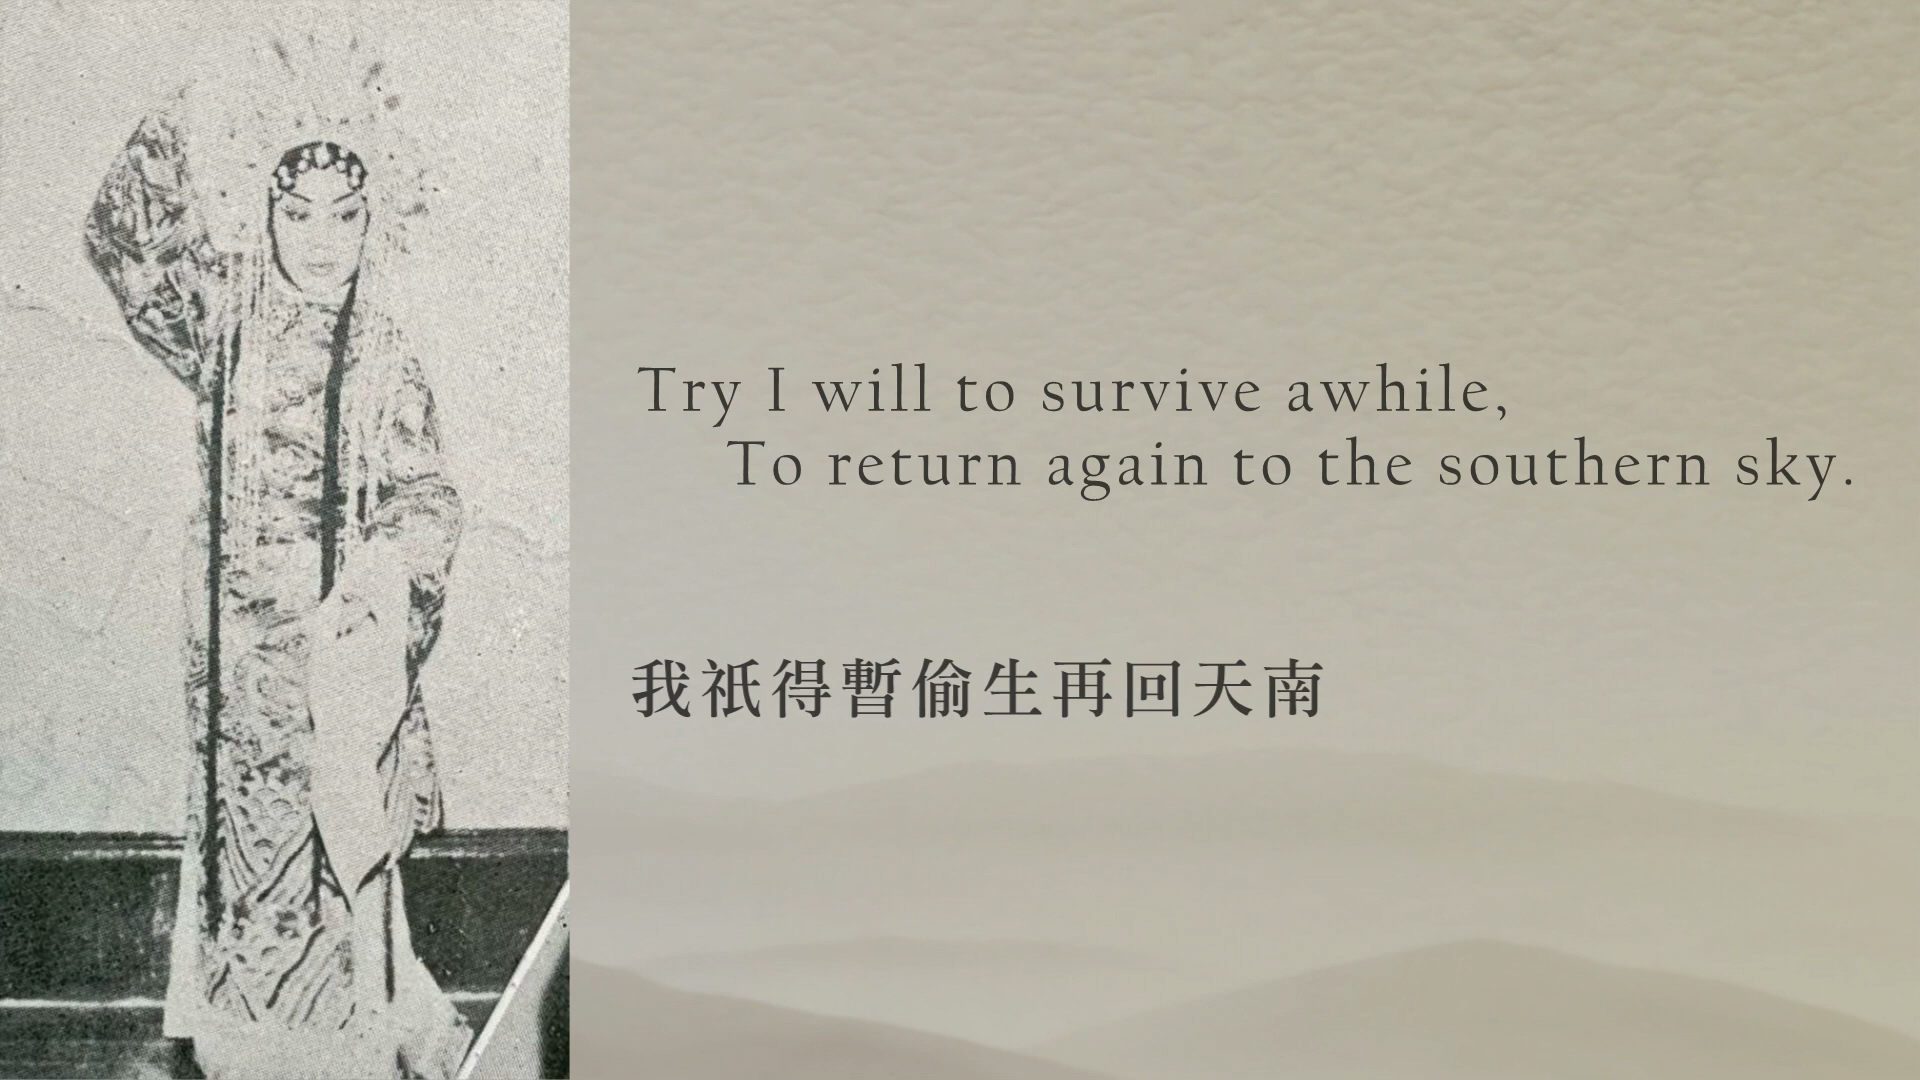 Try I will to survive awhile,
To return again to the southern sky.
我祇得暫偷生再回天南